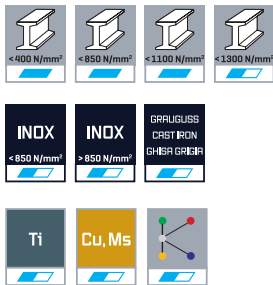 <400 N/mm² <850 N/mm² <1100 N/mm² <1300 N/mm²
INOX INOX GRAUGUSS
CAST IRON
GHISA GRIGIA
<850 N/mm² >850 N/mm²
Ti Cu, Ms